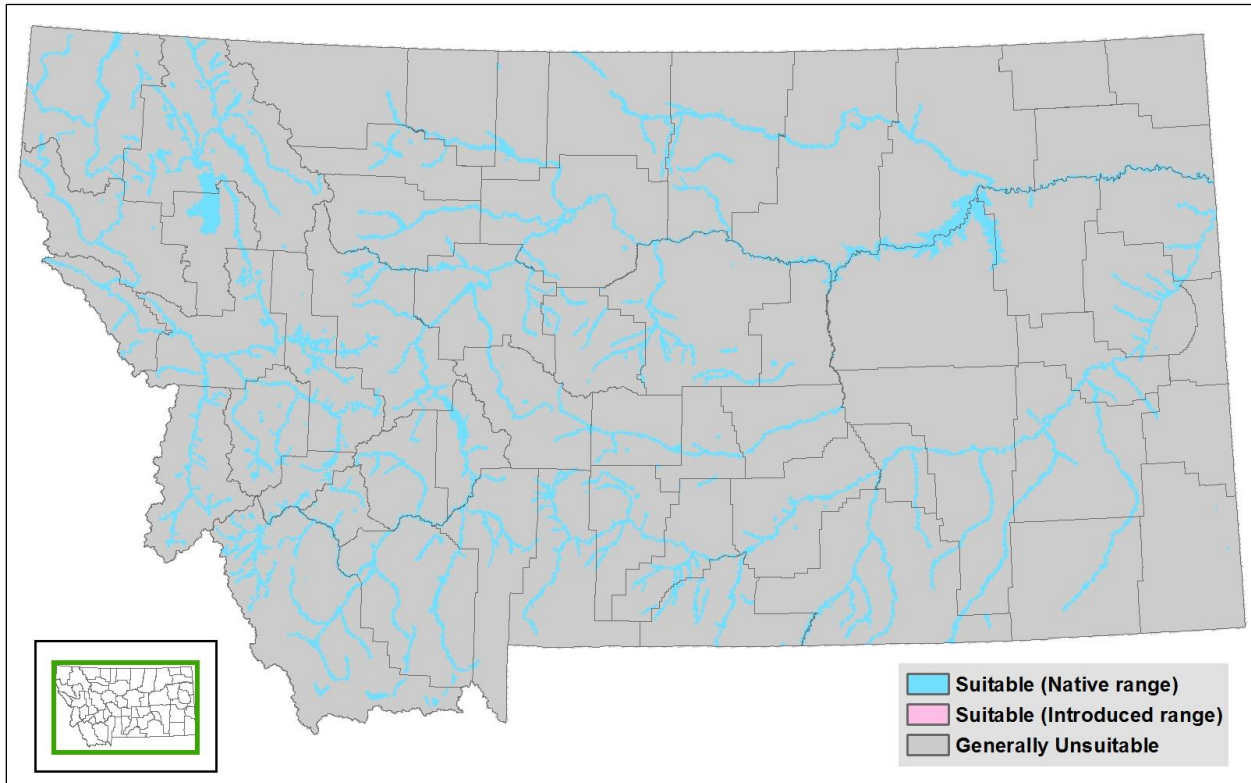 Suitable (Native range)
Suitable (Introduced range)
Generally Unsuitable